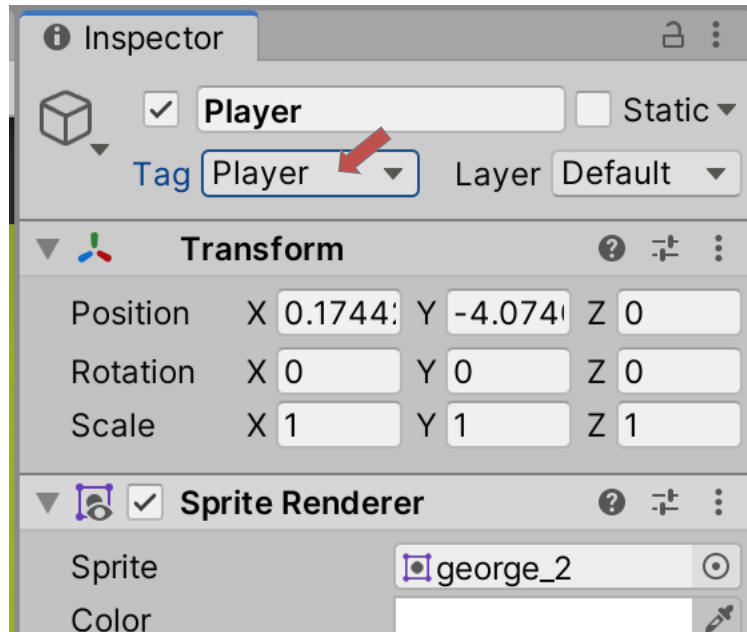 Inspector
Player Static
Tag Player Layer Default
Transform
Position X 0.1744 Y -4.074 Z 0
Rotation X 0 Y 0 Z 0
Scale X 1 Y 1 Z 1
Sprite Renderer
Sprite george_2
Color